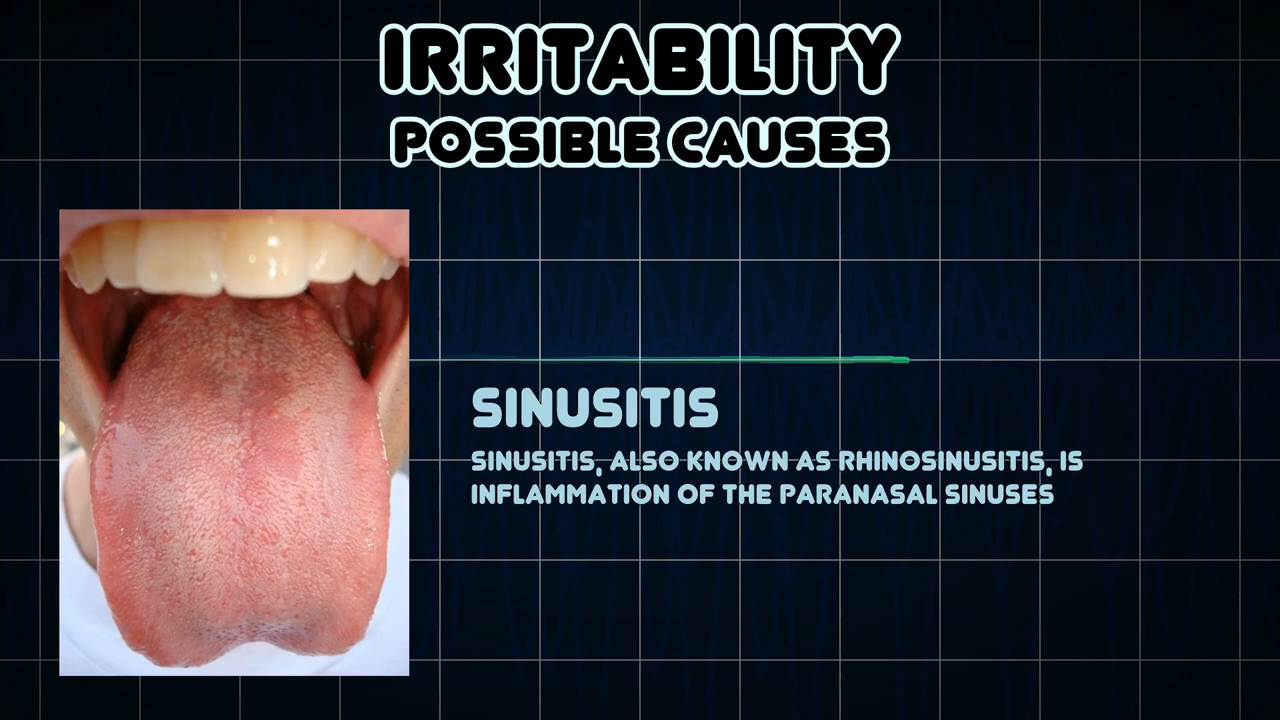 IRRITABILITY
POSSIBLE CAUSES
SINUSITIS
SINUSITIS, ALSO KNOWN AS RHINOSINUSITIS, IS
INFLAMMATION OF THE PARANASAL SINUSES